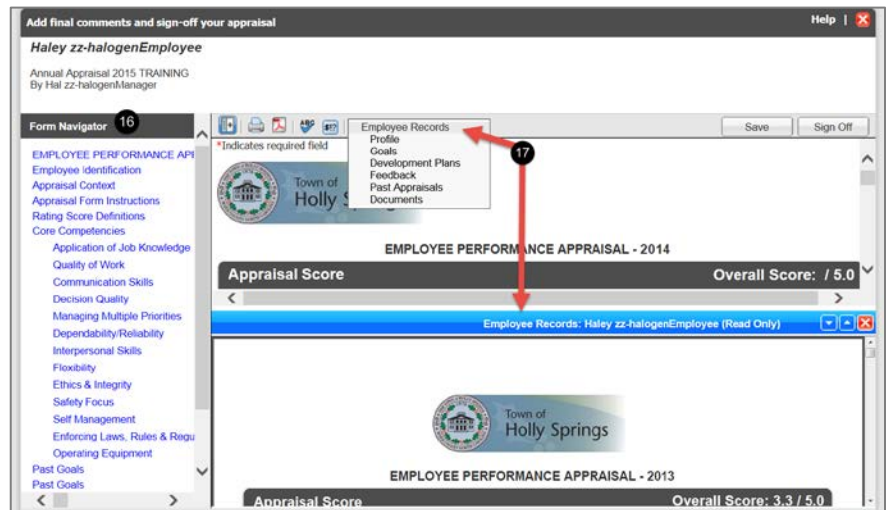 Add final comments and sign-off your appraisal
Help |
Haley zz-halogenEmployee
Annual Appraisal 2015 TRAINING
By Hal zz-halogenManager
Form Navigator
16
EMPLOYEE PERFORMANCE APF
Employee Identification
Appraisal Context
Appraisal Form Instructions
Rating Score Definitions
Core Competencies
Application of Job Knowledge
Quality of Work
Communication Skills
Decision Quality
Managing Multiple Priorities
Dependability/Reliability
Interpersonal Skills
Flexibility
Ethics & Integrity
Safety Focus
Self Management
Enforcing Laws, Rules & Regu
Operating Equipment
Past Goals
Past Goals
ABC
Employee Records
Profile
Goals
Development Plans
Feedback
Past Appraisals
Documents
17
Save
Sign Off
*Indicates required field
Town of
Holly S
EMPLOYEE PERFORMANCE APPRAISAL - 2014
Appraisal Score
Overall Score: / 5.0
Employee Records: Haley zz-halogenEmployee (Read Only)
Town of
Holly Springs
EMPLOYEE PERFORMANCE APPRAISAL - 2013
Appraisal Score
Overall Score: 3.3 / 5.0